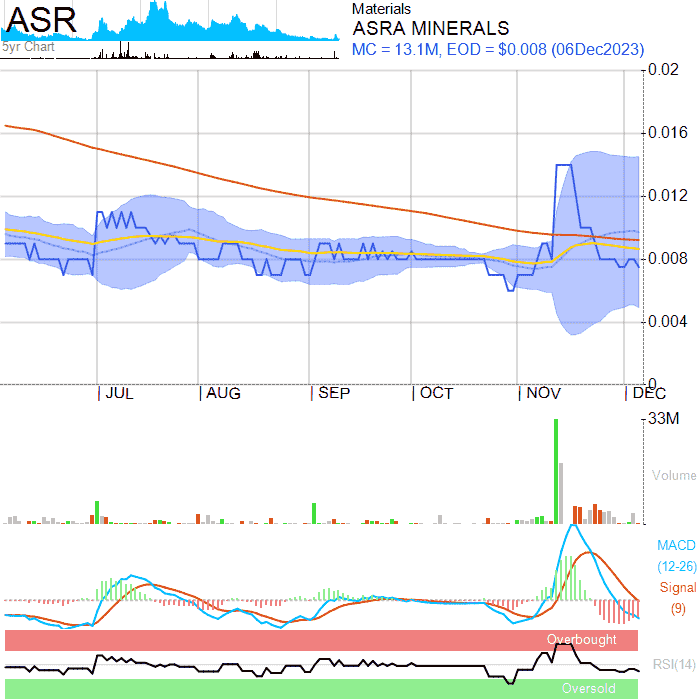 ASR
5yr Chart
Materials
ASRA MINERALS
MC = 13.1M, EOD = $0.008 (06Dec2023)
0.02
0.016
0.012
0.008
0.004
0
JUL AUG SEP OCT NOV DEC
33M
Volume
MACD
(12-26)
Signal
(9)
Overbought
RSI(14)
Oversold